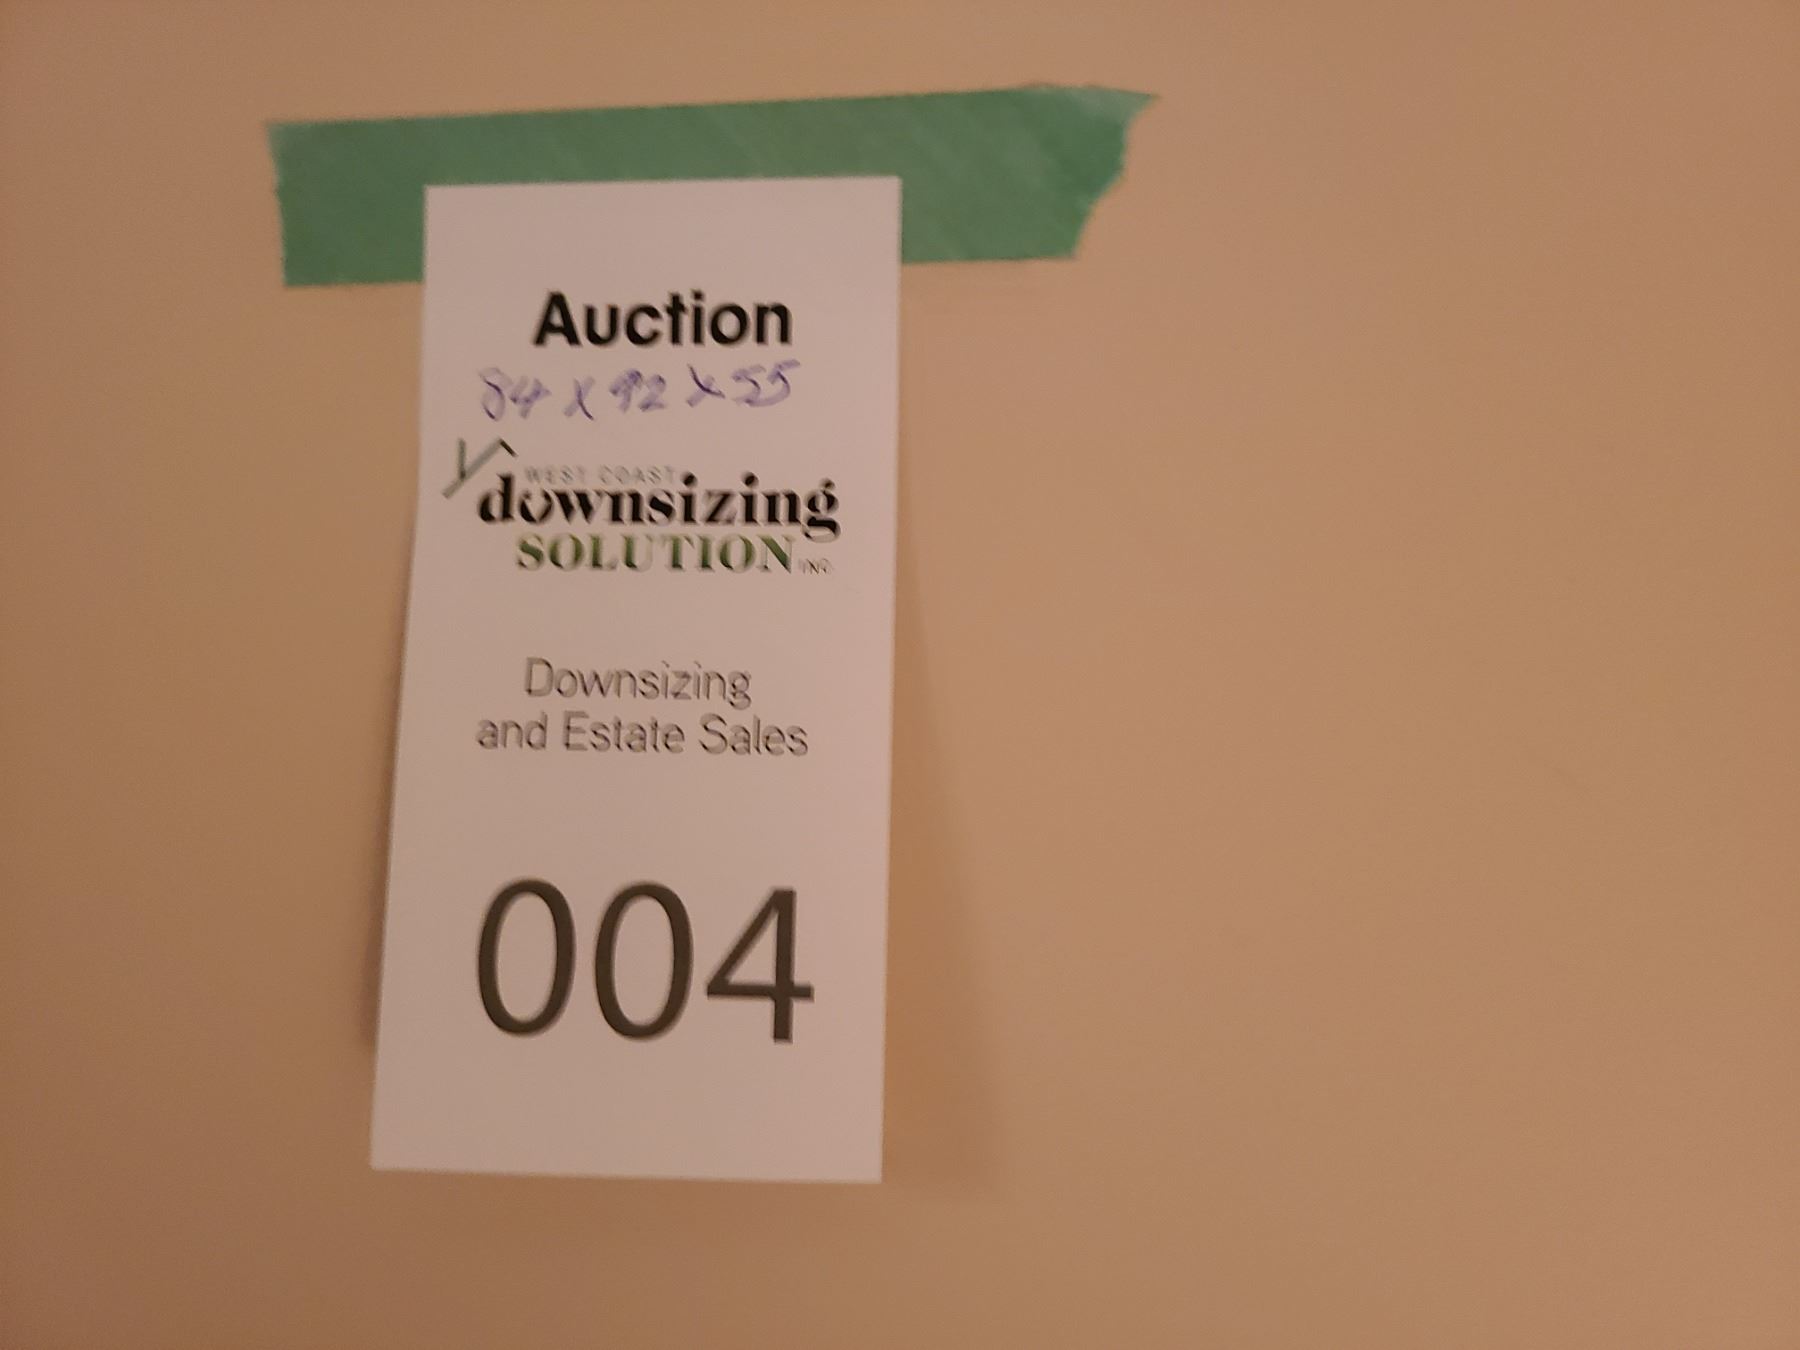 Auction
84 x 92 x 55
WEST COAST
downsizing
SOLUTION INC.
Downsizing
and Estate Sales
004